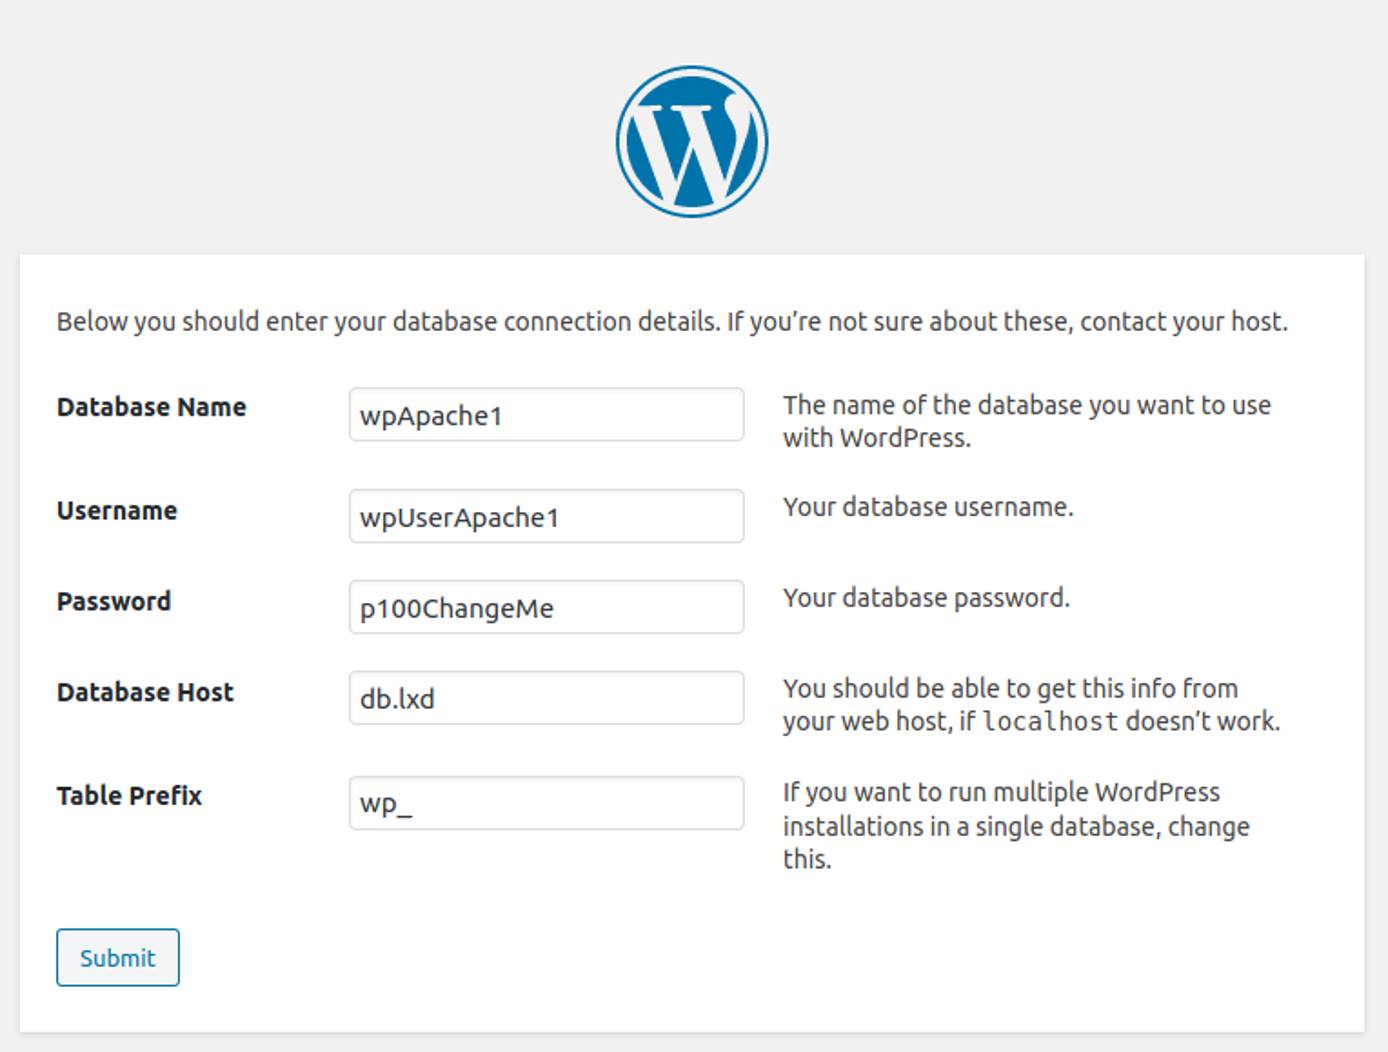 Below you should enter your database connection details. If you’re not sure about these, contact your host.
Database Name
wpApache1
The name of the database you want to use
with WordPress.
Username
wpUserApache1
Your database username.
Password
p100ChangeMe
Your database password.
Database Host
db.lxd
You should be able to get this info from
your web host, if localhost doesn’t work.
Table Prefix
wp_
If you want to run multiple WordPress
installations in a single database, change
this.
Submit